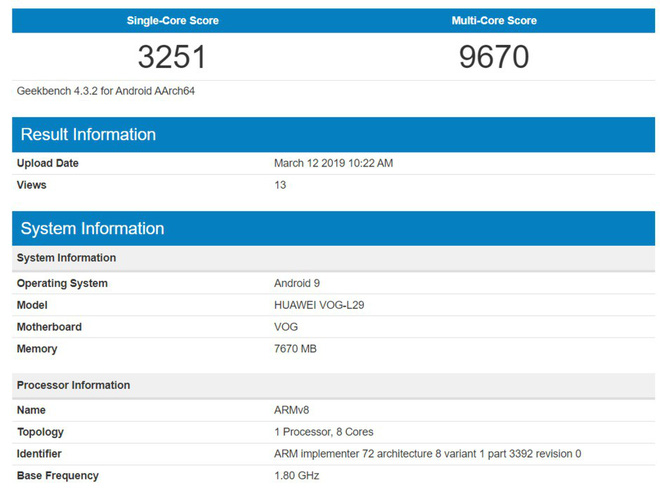 Single-Core Score Multi-Core Score
3251 9670
Geekbench 4.3.2 for Android AArch64
Result Information
Upload Date March 12 2019 10:22 AM
Views 13
System Information
System Information
Operating System Android 9
Model HUAWEI VOG-L29
Motherboard VOG
Memory 7670 MB
Processor Information
Name ARMv8
Topology 1 Processor, 8 Cores
Identifier ARM implementer 72 architecture 8 variant 1 part 3392 revision 0
Base Frequency 1.80 GHz